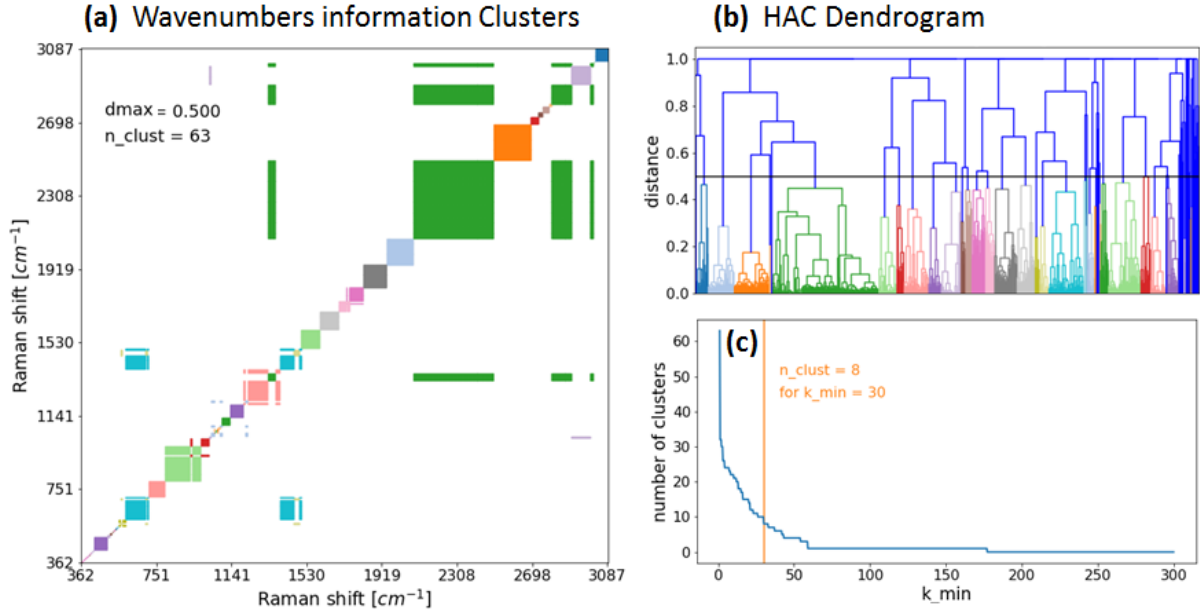 (a) Wavenumbers information Clusters
3087
2698
2308
1919
1530
1141
751
362
Raman shift [cm⁻¹]
dmax = 0.500
n_clust = 63
362 751 1141 1530 1919 2308 2698 3087
Raman shift [cm⁻¹]
(b) HAC Dendrogram
1.0
0.8
0.6
0.4
0.2
0.0
distance
(c)
60
50
40
30
20
10
0
number of clusters
n_clust = 8
for k_min = 30
0 50 100 150 200 250 300
k_min